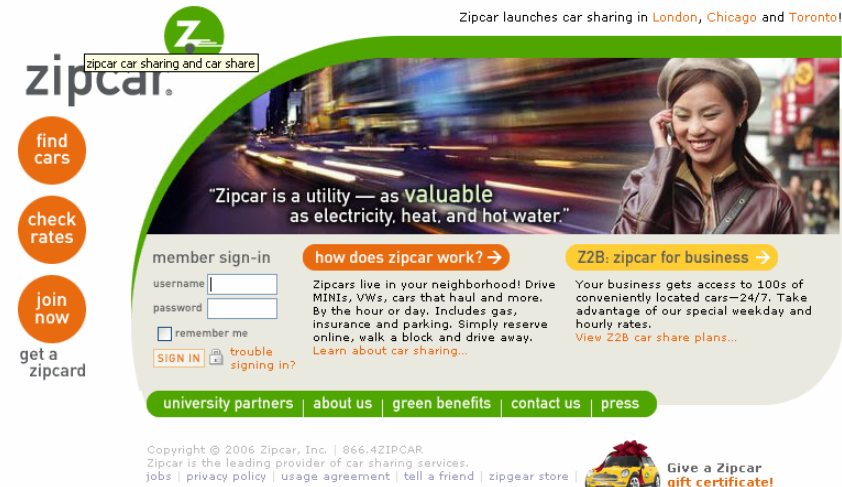 Zipcar launches car sharing in London, Chicago and Toronto!
Z
zipcar car sharing and car share
zipcar®
find
cars
check
rates
join
now
get a
zipcard
"Zipcar is a utility — as valuable
as electricity, heat, and hot water."
member sign-in
username
password
remember me
SIGN IN
trouble
signing in?
how does zipcar work? →
Zipcars live in your neighborhood! Drive
MINIs, VWs, cars that haul and more.
By the hour or day. Includes gas,
insurance and parking. Simply reserve
online, walk a block and drive away.
Learn about car sharing...
Z2B: zipcar for business →
Your business gets access to 100s of
conveniently located cars—24/7. Take
advantage of our special weekday and
hourly rates.
View Z2B car share plans...
university partners | about us | green benefits | contact us | press
Copyright © 2006 Zipcar, Inc. | 866.4ZIPCAR
Zipcar is the leading provider of car sharing services.
jobs | privacy policy | usage agreement | tell a friend | zipgear store |
Give a Zipcar
gift certificate!